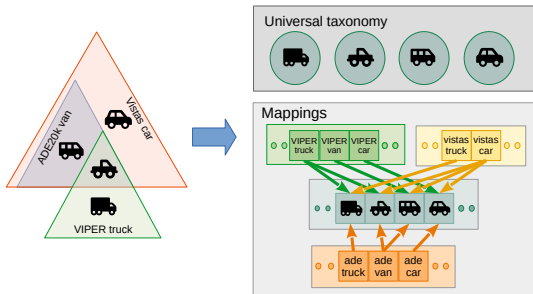 Universal taxonomy
ADE20k van
Vistas car
VIPER truck
Mappings
VIPER truck
VIPER van
VIPER car
vistas truck
vistas car
ade truck
ade van
ade car